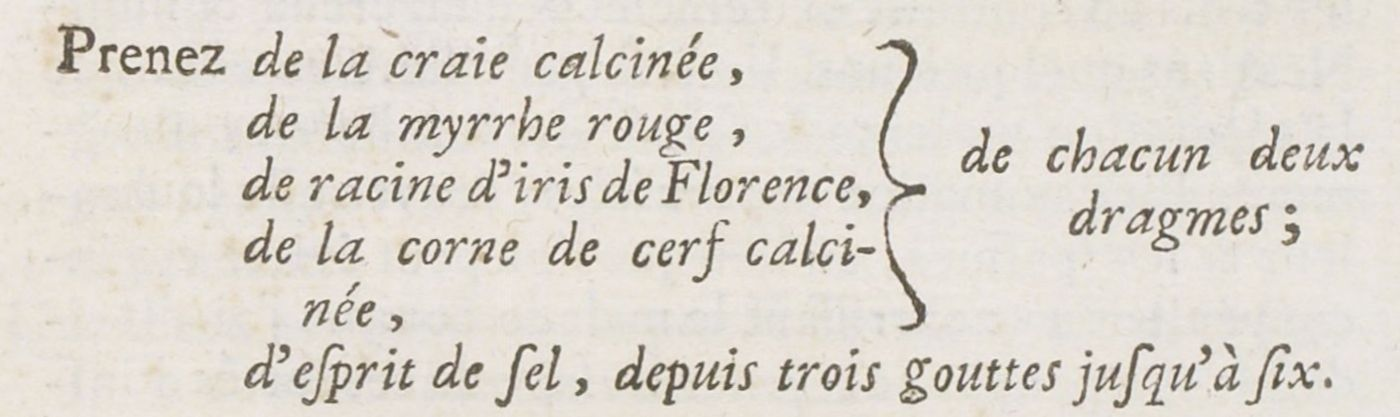 Prenez de la craie calcinée,
de la myrrhe rouge,
de racine d'iris de Florence,
de la corne de cerf calci-
née,
de chacun deux
dragmes;
d'eſprit de ſel, depuis trois gouttes juſqu'à ſix.